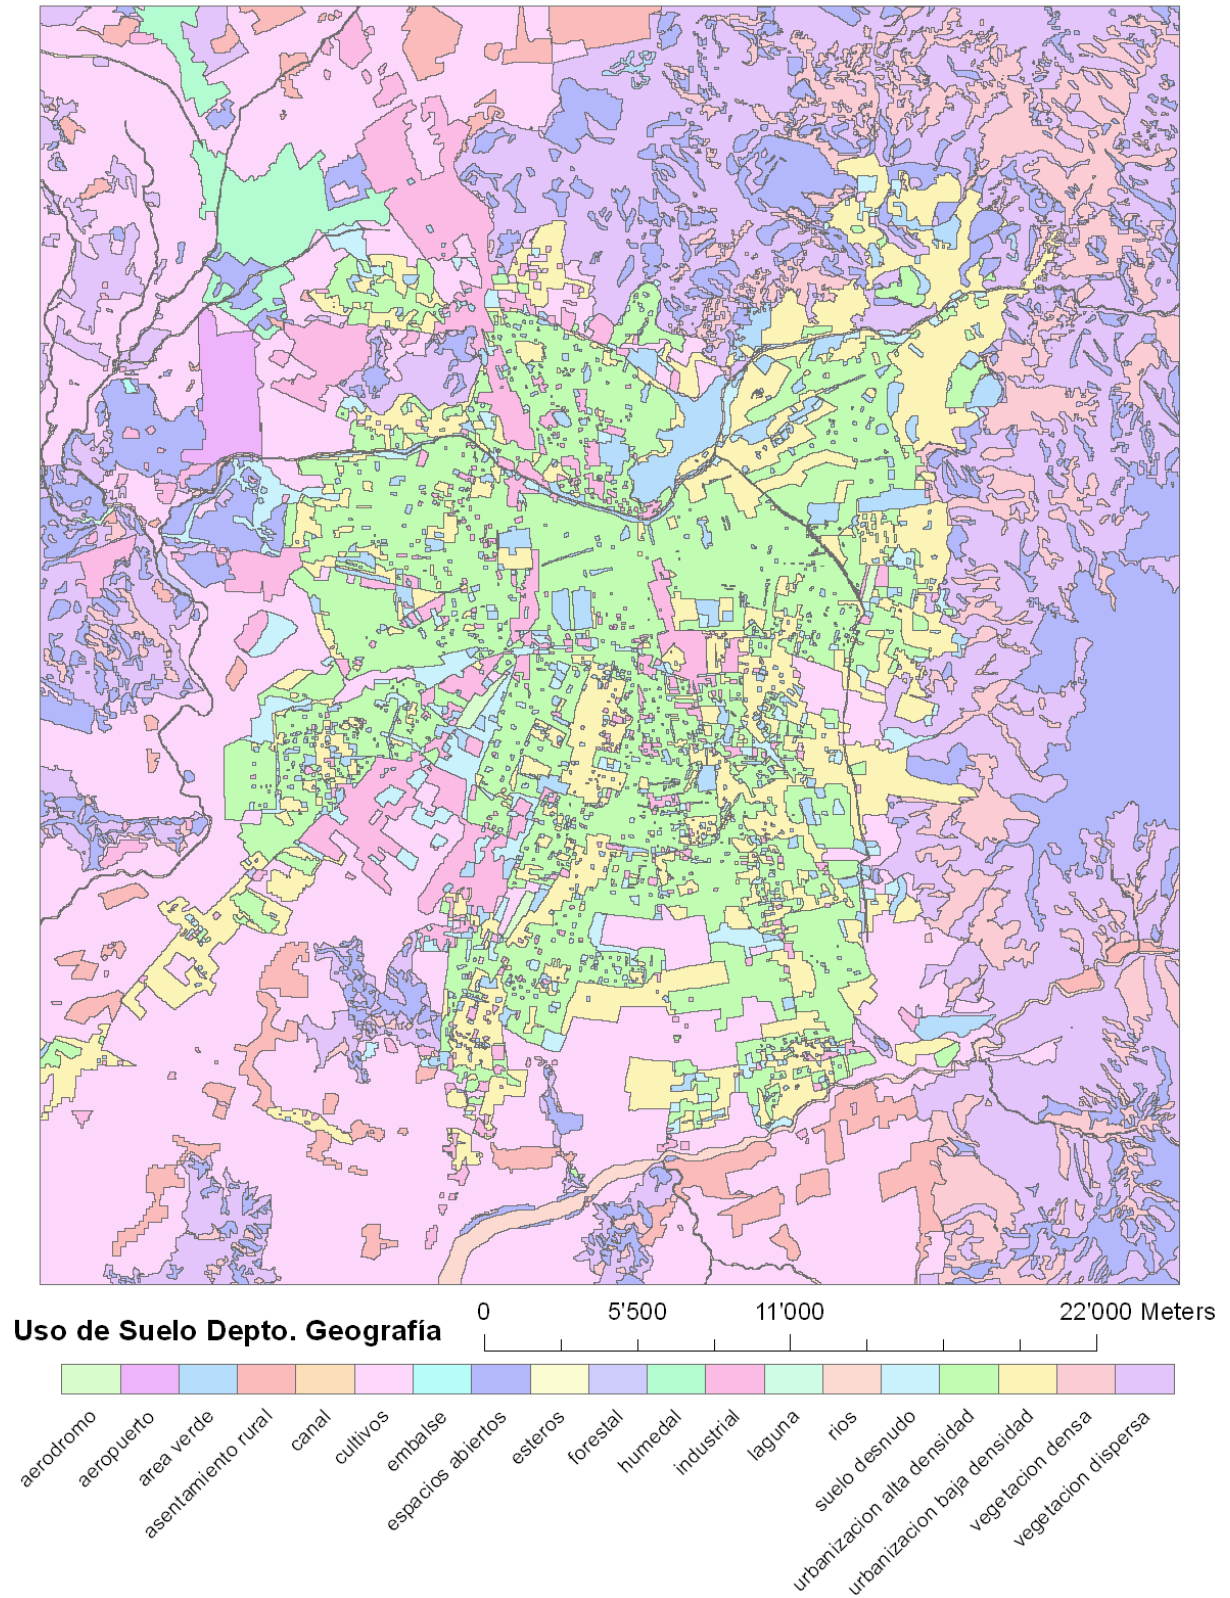 0 5'500 11'000 22'000 Meters
Uso de Suelo Depto. Geografía
aerodromo
aeropuerto
area verde
asentamiento rural
canal
cultivos
embalse
espacios abiertos
esteros
forestal
humedal
industrial
laguna
rios
suelo desnudo
urbanizacion alta densidad
urbanizacion baja densidad
vegetacion densa
vegetacion dispersa